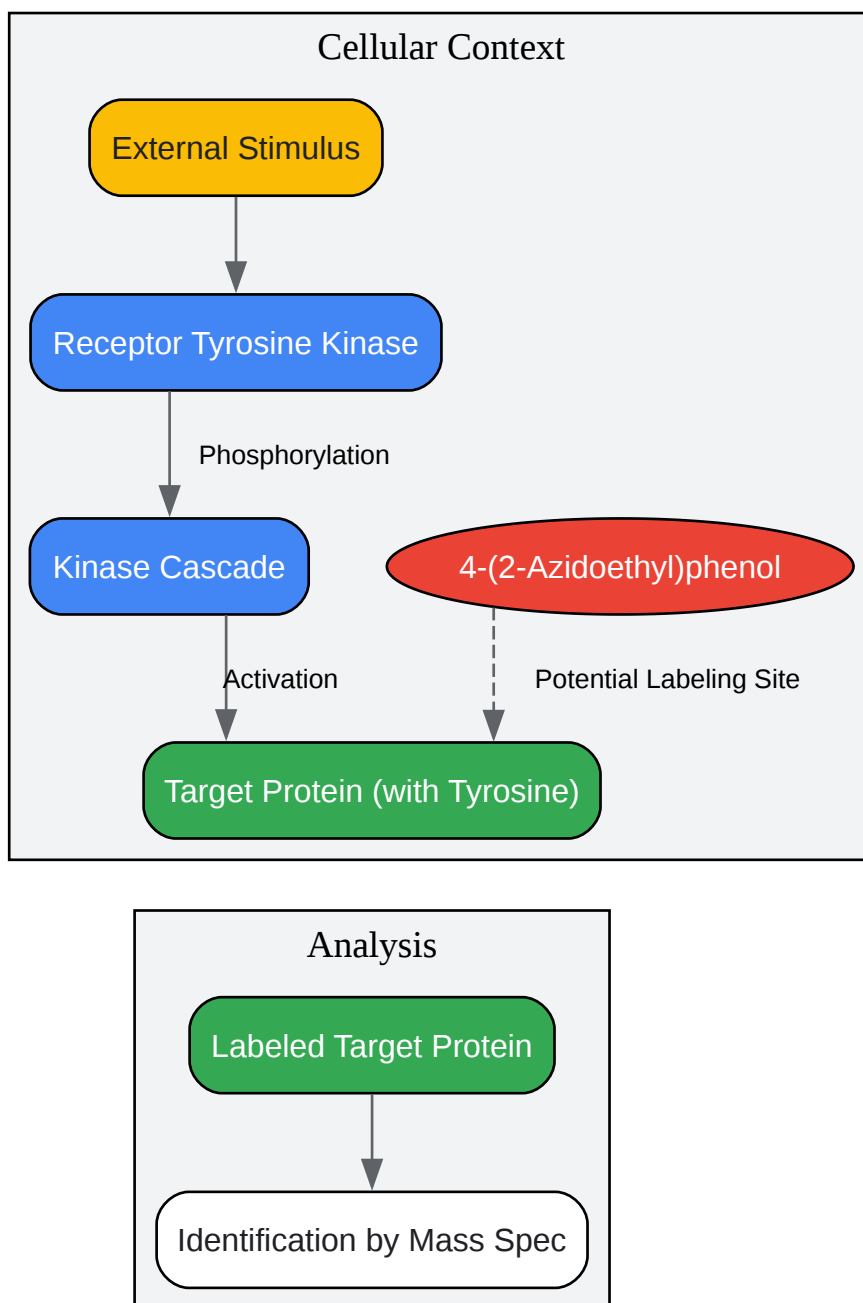 Cellular Context
External Stimulus
Receptor Tyrosine Kinase
Phosphorylation
Kinase Cascade
4-(2-Azidoethyl)phenol
Activation
Potential Labeling Site
Target Protein (with Tyrosine)
Analysis
Labeled Target Protein
Identification by Mass Spec